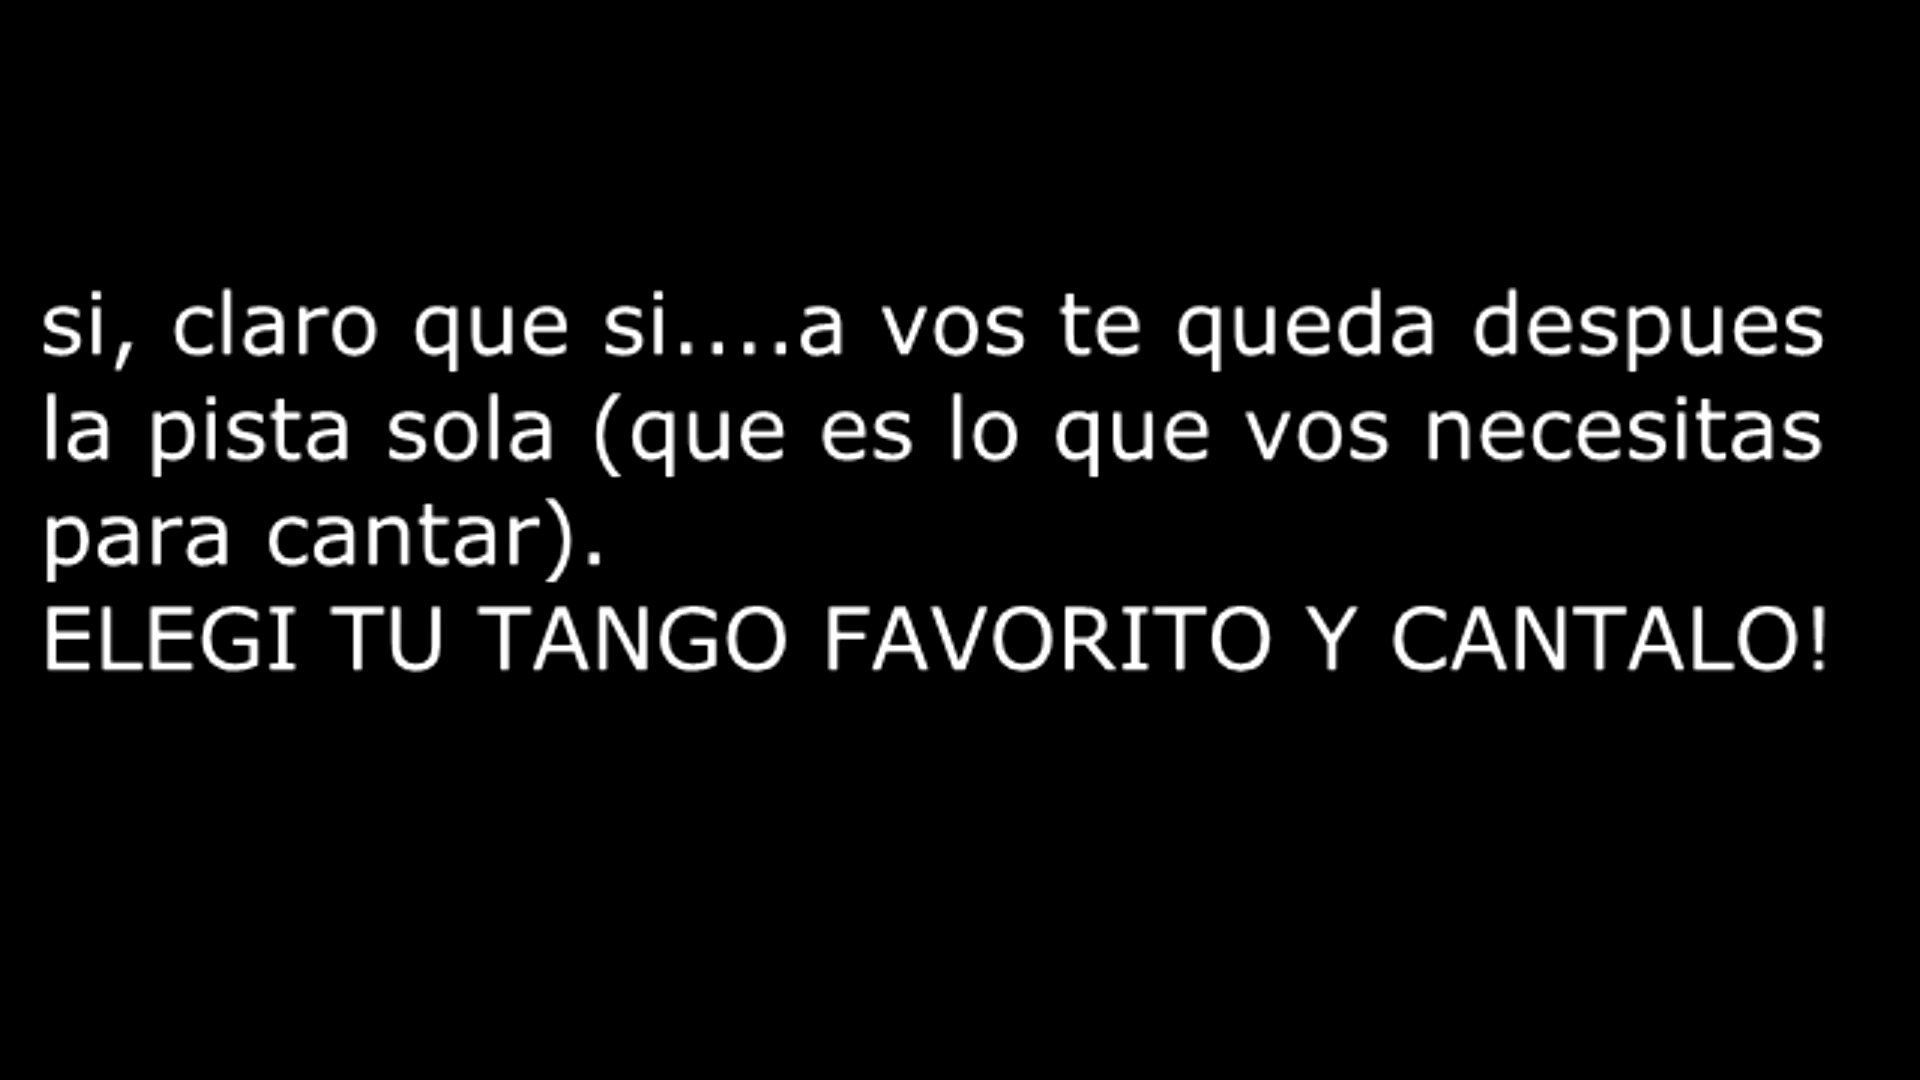 si, claro que si....a vos te queda despues
la pista sola (que es lo que vos necesitas
para cantar).
ELEGI TU TANGO FAVORITO Y CANTALO!